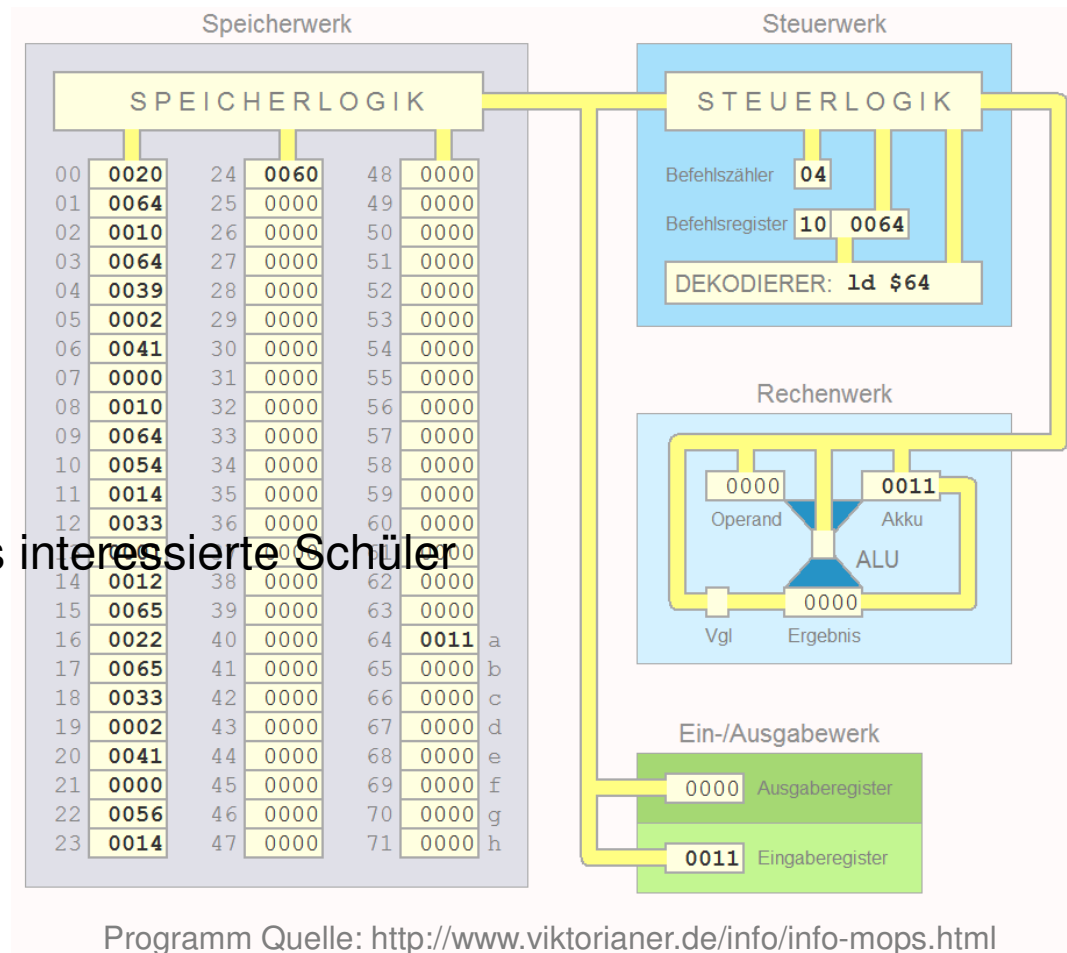 Speicherwerk
SPEICHERLOGIK
00 0020 24 0060 48 0000
01 0064 25 0000 49 0000
02 0010 26 0000 50 0000
03 0064 27 0000 51 0000
04 0039 28 0000 52 0000
05 0002 29 0000 53 0000
06 0041 30 0000 54 0000
07 0000 31 0000 55 0000
08 0010 32 0000 56 0000
09 0064 33 0000 57 0000
10 0054 34 0000 58 0000
11 0014 35 0000 59 0000
12 0033 36 0000 60 0000
s interessierte Schüler
14 0012 38 0000 62 0000
15 0065 39 0000 63 0000
16 0022 40 0000 64 0011 a
17 0065 41 0000 65 0000 b
18 0033 42 0000 66 0000 c
19 0002 43 0000 67 0000 d
20 0041 44 0000 68 0000 e
21 0000 45 0000 69 0000 f
22 0056 46 0000 70 0000 g
23 0014 47 0000 71 0000 h
Steuerwerk
STEUERLOGIK
Befehlszähler 04
Befehlsregister 10 0064
DEKODIERER: ld $64
Rechenwerk
0000 0011
Operand Akku
ALU
0000
Vgl Ergebnis
Ein-/Ausgabewerk
0000 Ausgaberegister
0011 Eingaberegister
Programm Quelle: http://www.viktorianer.de/info/info-mops.html